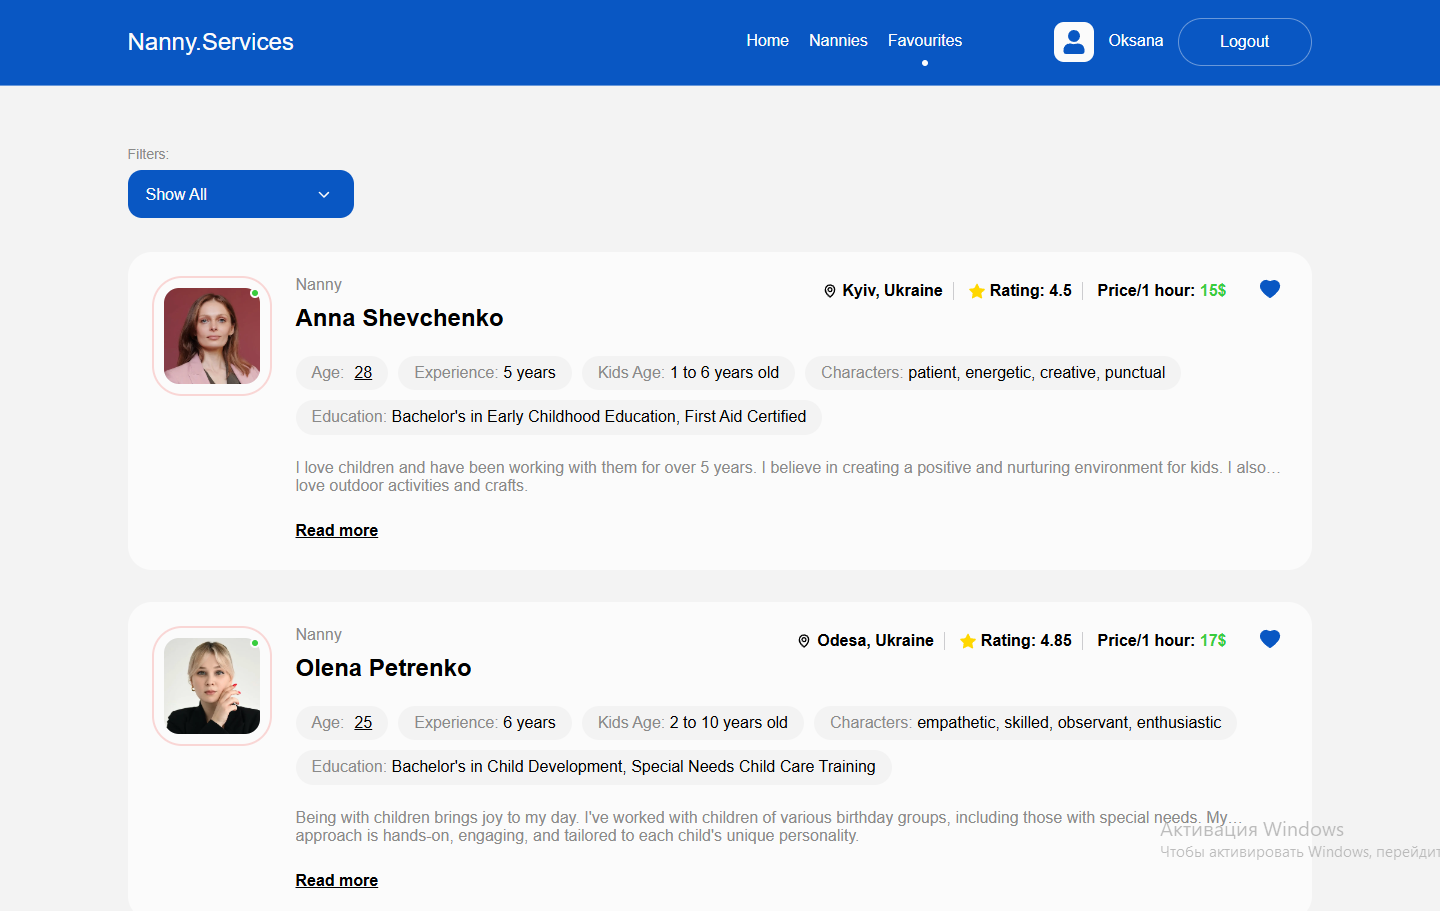 Nanny.Services
Home Nannies Favourites Oksana Logout
Filters:
Show All
Nanny
Kyiv, Ukraine Rating: 4.5 Price/1 hour: 15$
Anna Shevchenko
Age: 28 Experience: 5 years Kids Age: 1 to 6 years old Characters: patient, energetic, creative, punctual
Education: Bachelor's in Early Childhood Education, First Aid Certified
I love children and have been working with them for over 5 years. I believe in creating a positive and nurturing environment for kids. I also…
love outdoor activities and crafts.
Read more
Nanny
Odesa, Ukraine Rating: 4.85 Price/1 hour: 17$
Olena Petrenko
Age: 25 Experience: 6 years Kids Age: 2 to 10 years old Characters: empathetic, skilled, observant, enthusiastic
Education: Bachelor's in Child Development, Special Needs Child Care Training
Being with children brings joy to my day. I've worked with children of various birthday groups, including those with special needs. My…
approach is hands-on, engaging, and tailored to each child's unique personality.
Read more
Активация Windows
Чтобы активировать Windows, перейдит